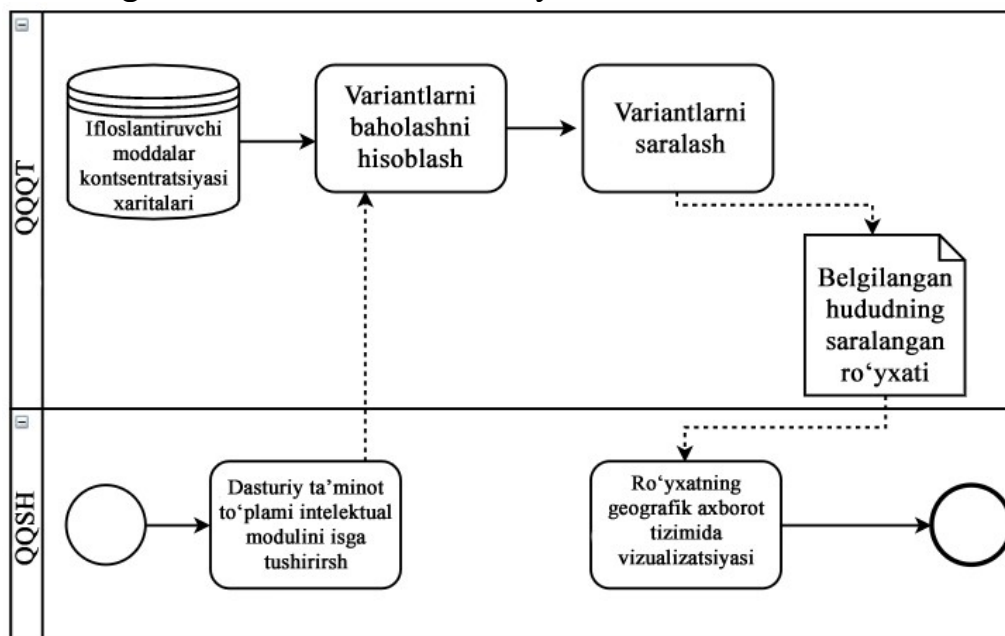 QQQT
Ifloslantiruvchi
moddalar
kontsentratsiyasi
xaritalari
Variantlarni
baholashni
hisoblash
Variantlarni
saralash
Belgilangan
hududning
saralangan
ro‘yxati
QQSH
Dasturiy ta’minot
to‘plami intelektual
modulini isga
tushirirsh
Ro‘yxatning
geografik axborot
tizimida
vizualizatsiyasi